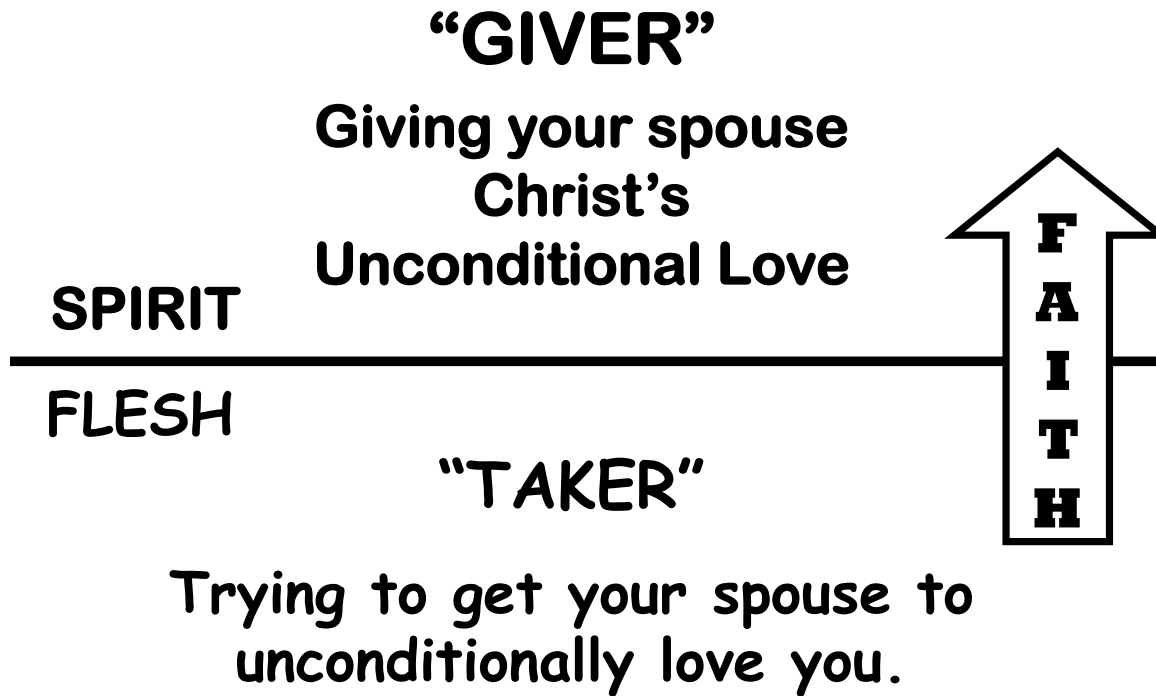 “GIVER”
Giving your spouse
Christ’s
Unconditional Love
SPIRIT
FLESH
“TAKER”
Trying to get your spouse to
unconditionally love you.
FAITH